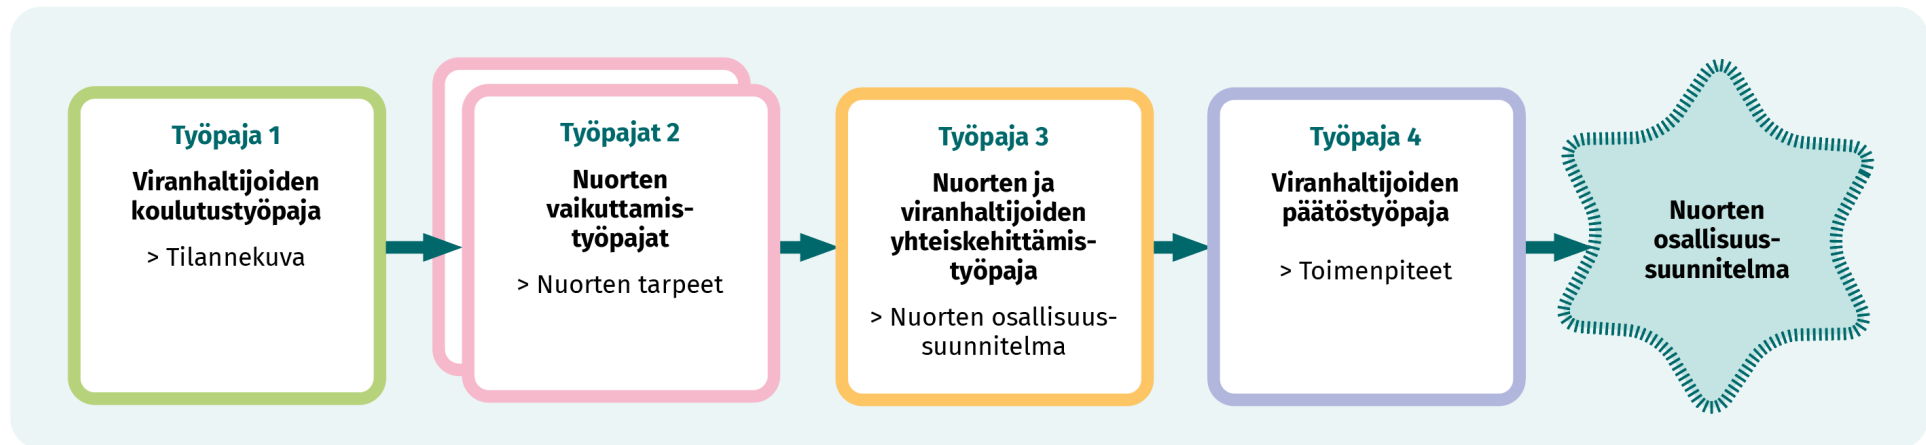 Työpaja 1
Viranhaltijoiden
koulutustyöpaja
> Tilannekuva
Työpajat 2
Nuorten
vaikuttamis-
työpajat
> Nuorten tarpeet
Työpaja 3
Nuorten ja
viranhaltijoiden
yhteiskehittämis-
työpaja
> Nuorten osallisuus-
suunnitelma
Työpaja 4
Viranhaltijoiden
päätöstyöpaja
> Toimenpiteet
Nuorten
osallisuus-
suunnitelma